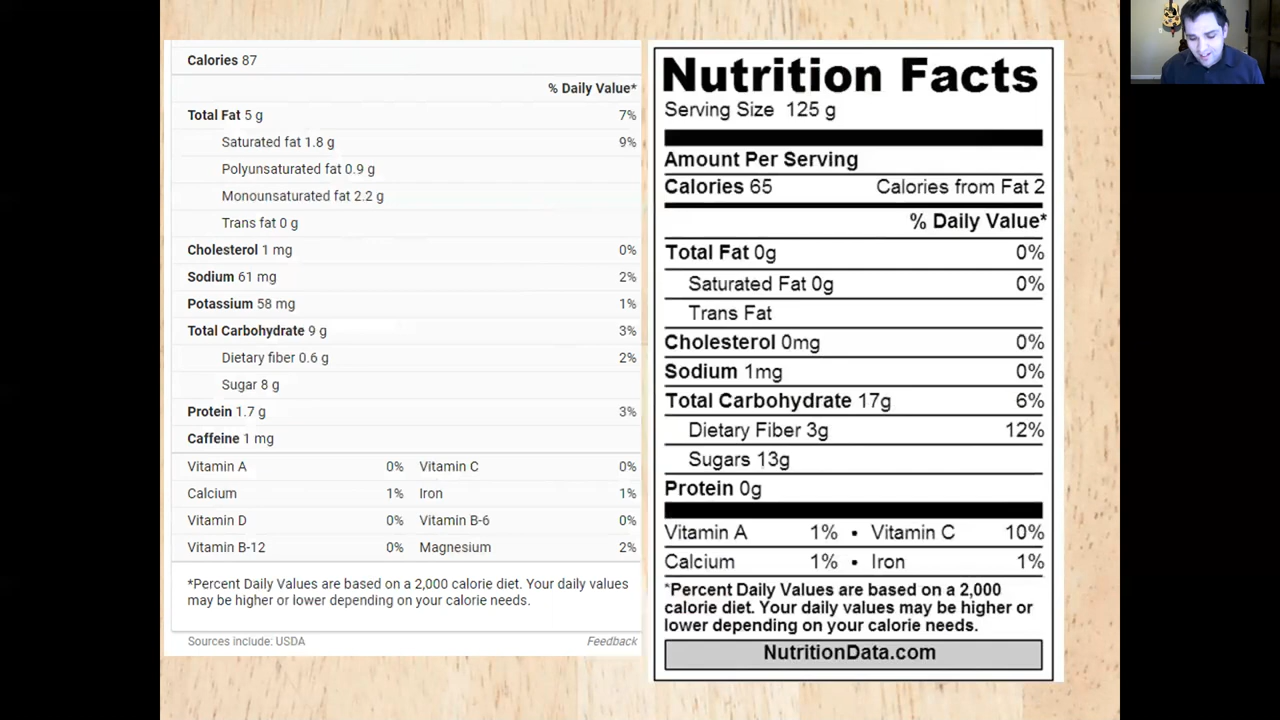 Calories 87
% Daily Value*
Total Fat 5 g 7%
Saturated fat 1.8 g 9%
Polyunsaturated fat 0.9 g
Monounsaturated fat 2.2 g
Trans fat 0 g
Cholesterol 1 mg 0%
Sodium 61 mg 2%
Potassium 58 mg 1%
Total Carbohydrate 9 g 3%
Dietary fiber 0.6 g 2%
Sugar 8 g
Protein 1.7 g 3%
Caffeine 1 mg
Vitamin A 0% Vitamin C 0%
Calcium 1% Iron 1%
Vitamin D 0% Vitamin B-6 0%
Vitamin B-12 0% Magnesium 2%
*Percent Daily Values are based on a 2,000 calorie diet. Your daily values
may be higher or lower depending on your calorie needs.
Sources include: USDA Feedback
Nutrition Facts
Serving Size 125 g
Amount Per Serving
Calories 65 Calories from Fat 2
% Daily Value*
Total Fat 0g 0%
Saturated Fat 0g 0%
Trans Fat
Cholesterol 0mg 0%
Sodium 1mg 0%
Total Carbohydrate 17g 6%
Dietary Fiber 3g 12%
Sugars 13g
Protein 0g
Vitamin A 1% • Vitamin C 10%
Calcium 1% • Iron 1%
*Percent Daily Values are based on a 2,000
calorie diet. Your daily values may be higher or
lower depending on your calorie needs.
NutritionData.com